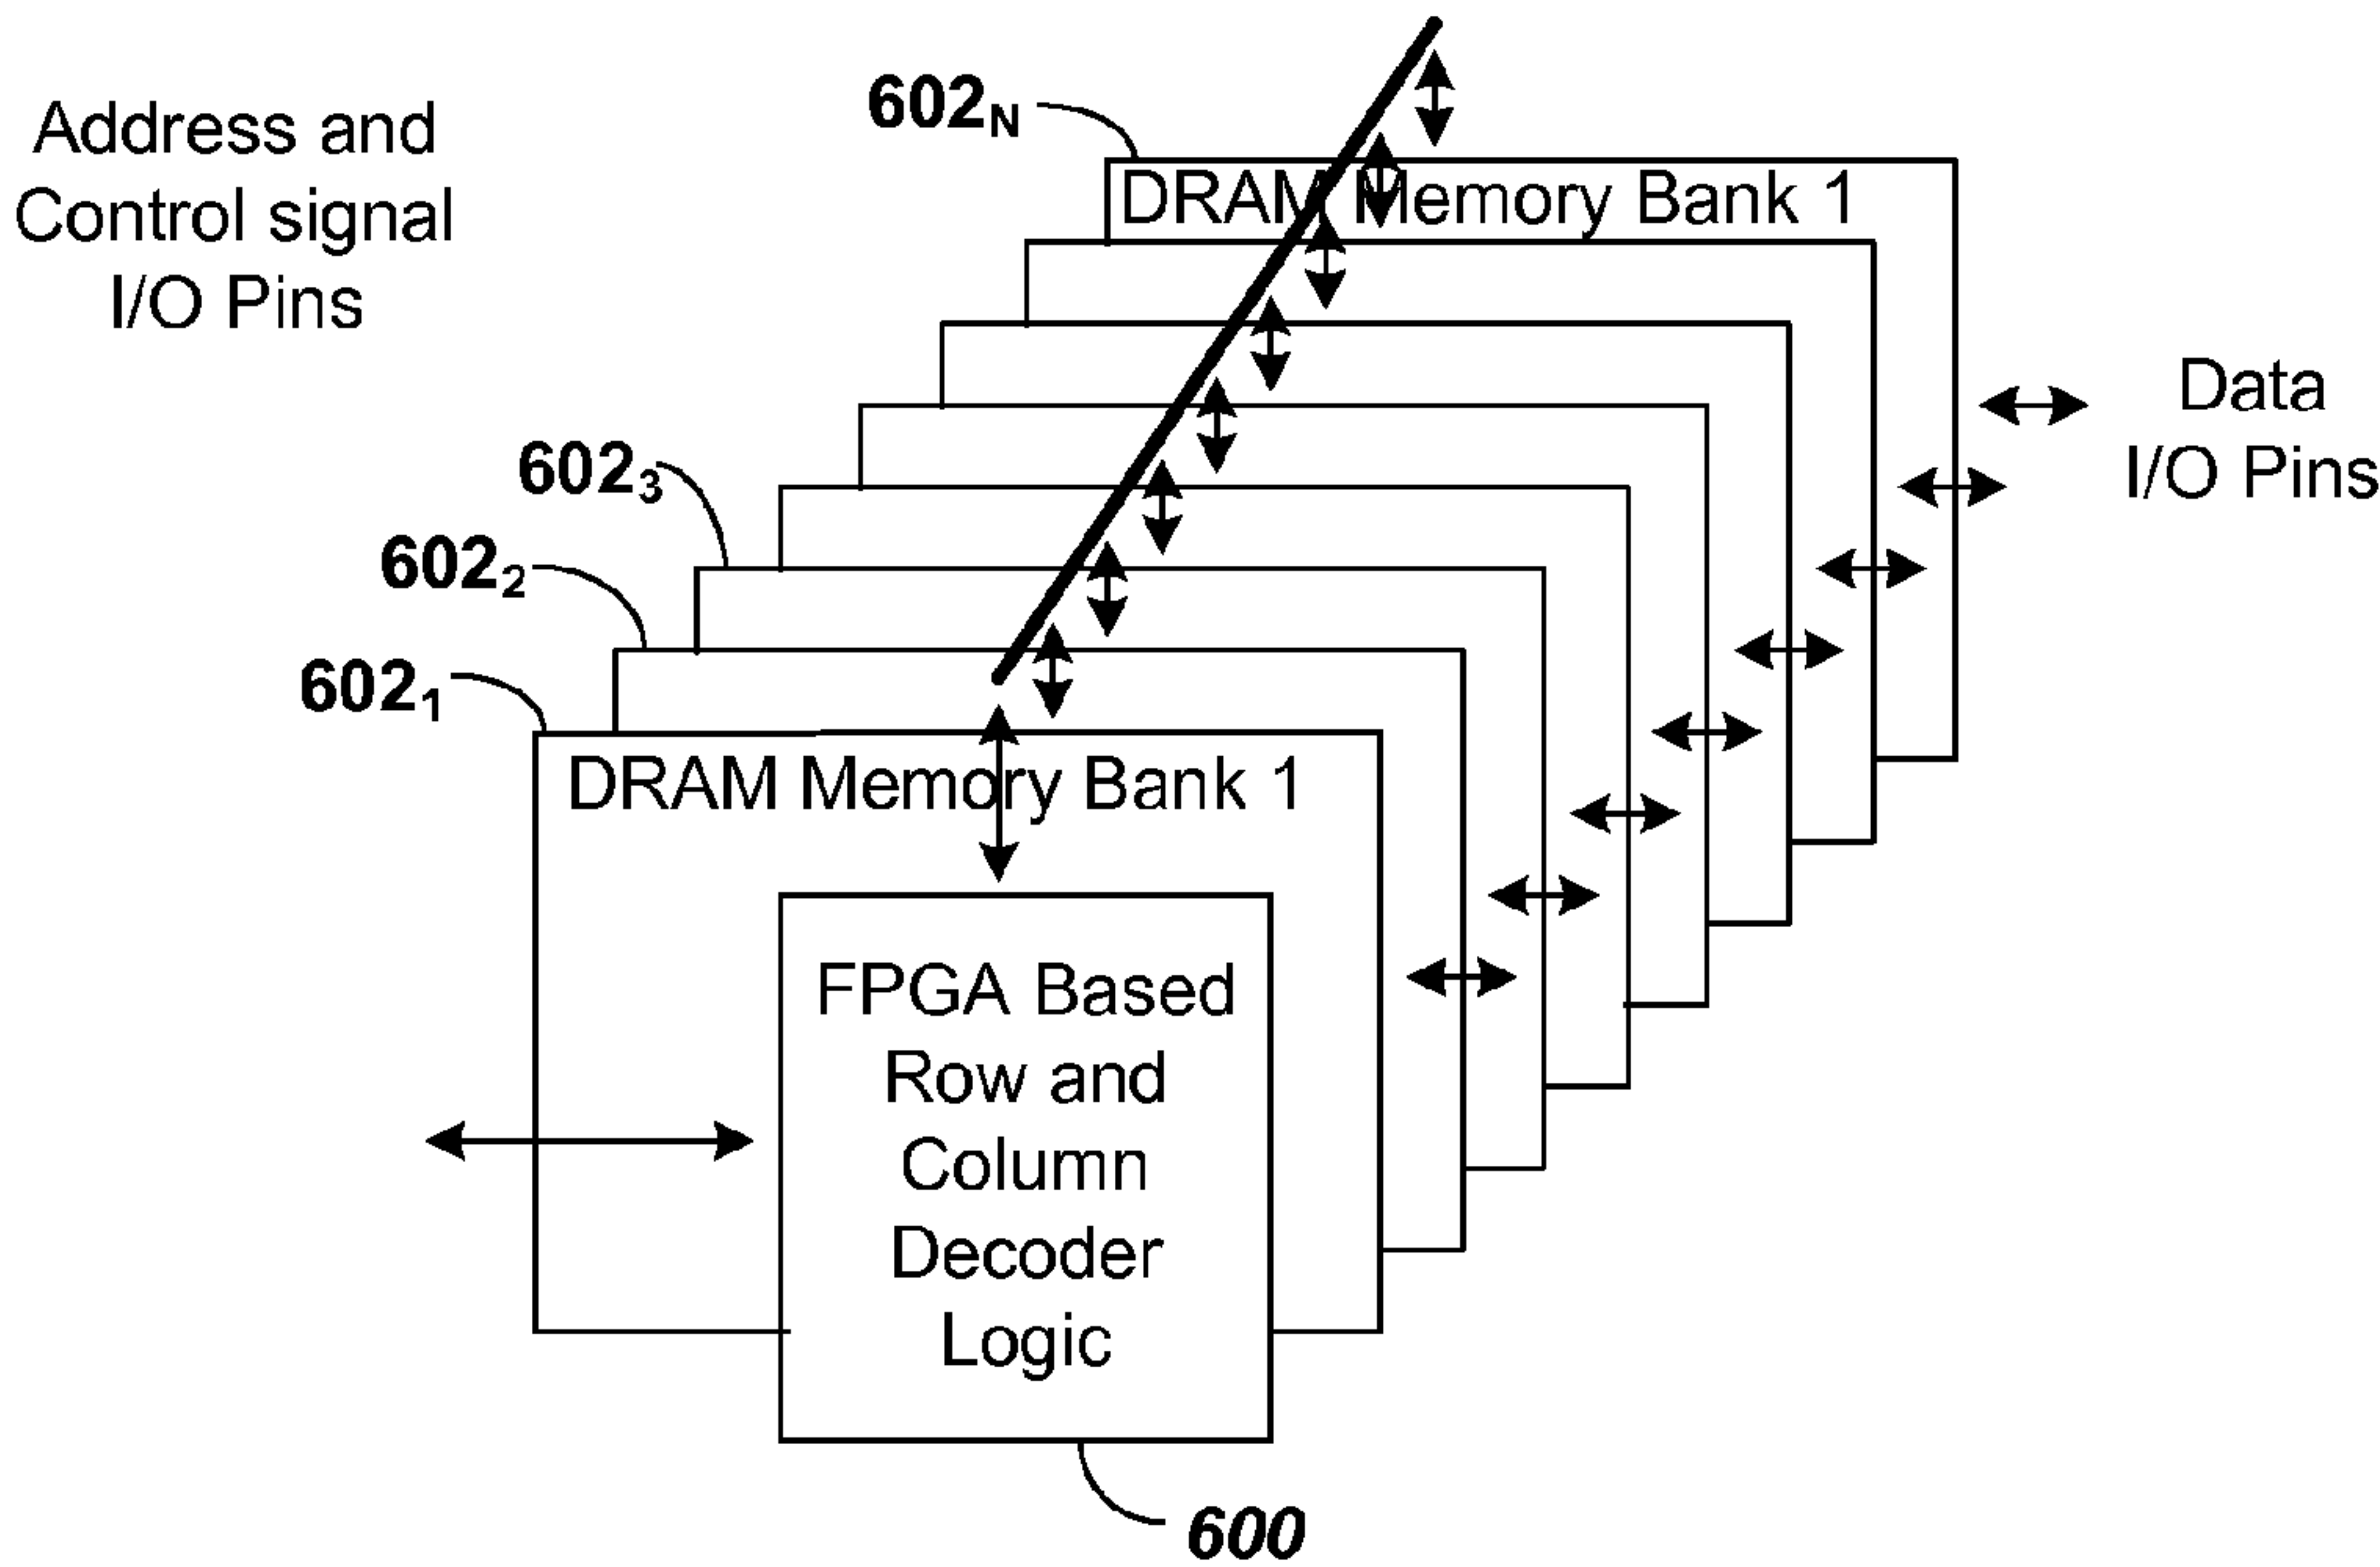 Address and
Control signal
I/O Pins
602N
DRAM Memory Bank 1
Data
I/O Pins
6023
6022
6021
DRAM Memory Bank 1
FPGA Based
Row and
Column
Decoder
Logic
600